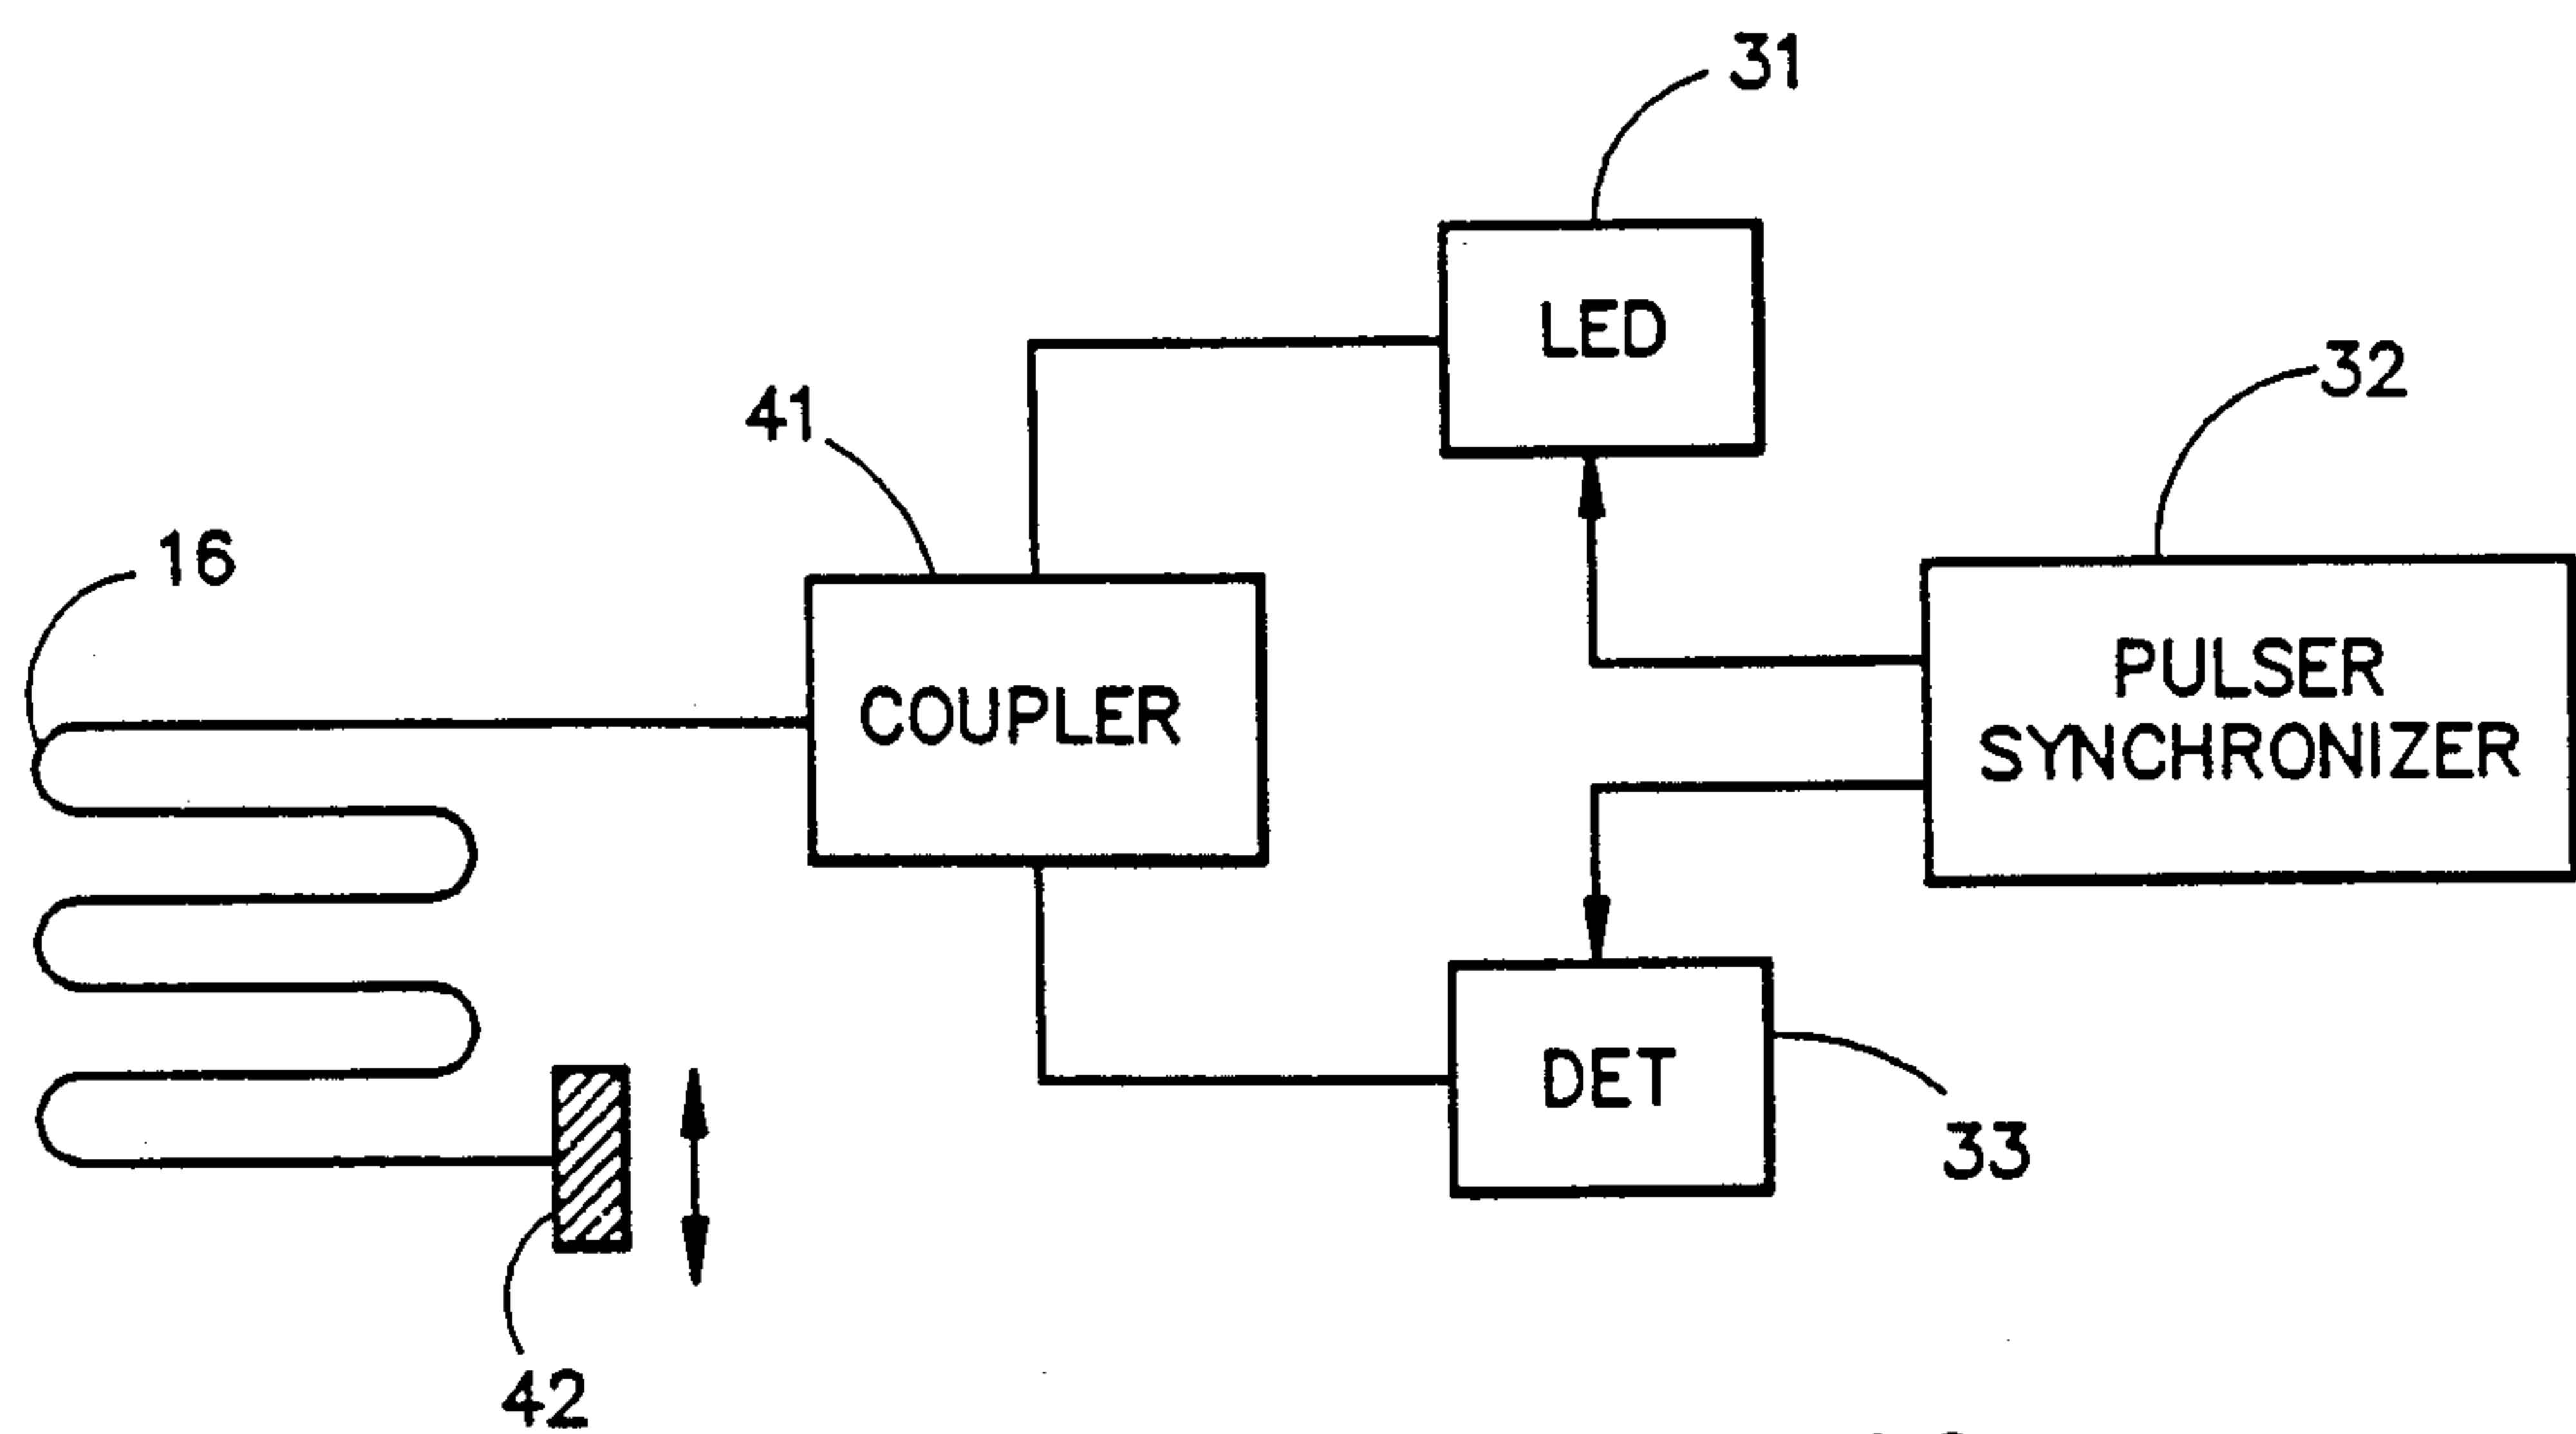 31
LED
32
41
16
PULSER
SYNCHRONIZER
COUPLER
DET
33
42